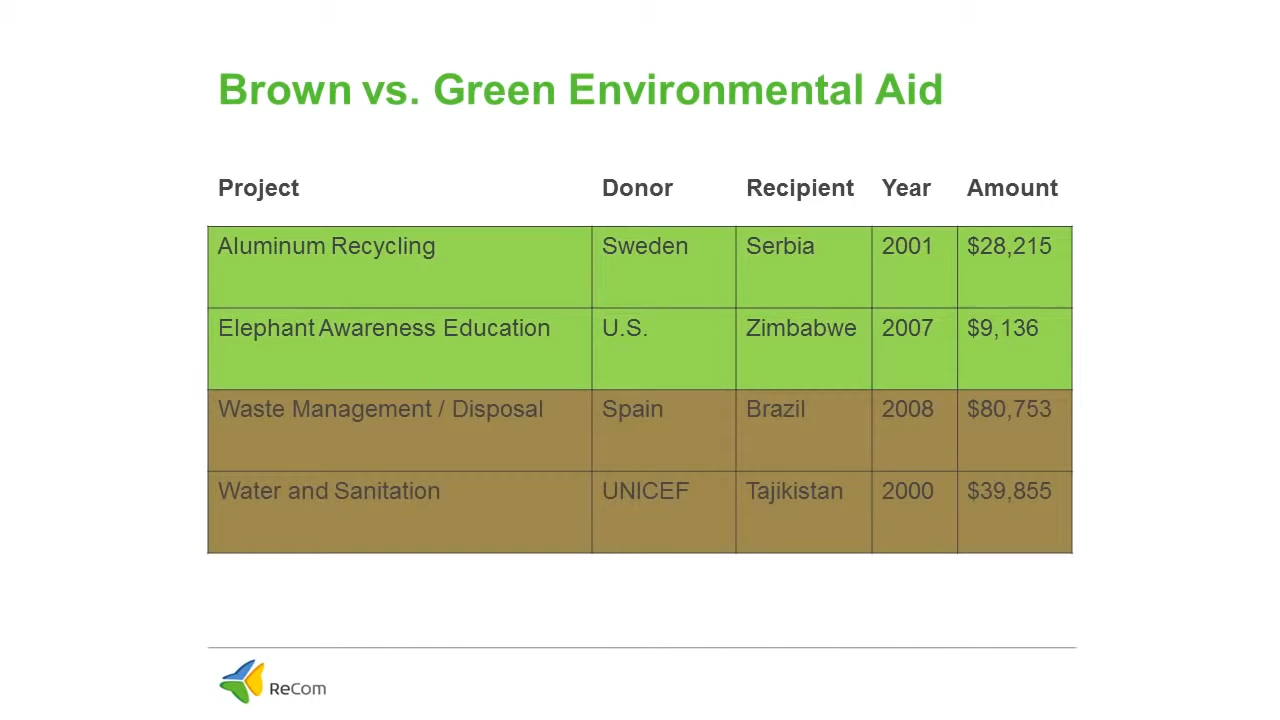 Brown vs. Green Environmental Aid
Project Donor Recipient Year Amount
Aluminum Recycling Sweden Serbia 2001 $28,215
Elephant Awareness Education U.S. Zimbabwe 2007 $9,136
Waste Management / Disposal Spain Brazil 2008 $80,753
Water and Sanitation UNICEF Tajikistan 2000 $39,855
ReCom